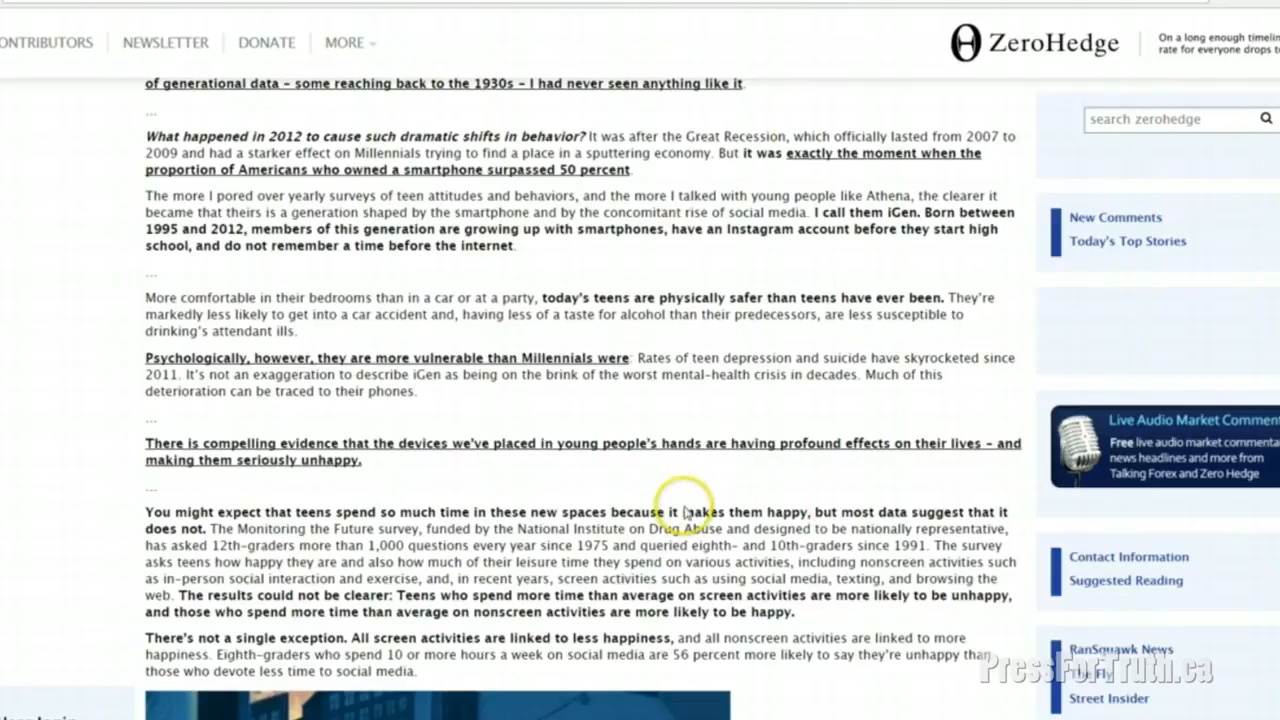 ONTRIBUTORS NEWSLETTER DONATE MORE
ZeroHedge
On a long enough timelin
rate for everyone drops t
of generational data – some reaching back to the 1930s – I had never seen anything like it.
...
What happened in 2012 to cause such dramatic shifts in behavior? It was after the Great Recession, which officially lasted from 2007 to
2009 and had a starker effect on Millennials trying to find a place in a sputtering economy. But it was exactly the moment when the
proportion of Americans who owned a smartphone surpassed 50 percent.
The more I pored over yearly surveys of teen attitudes and behaviors, and the more I talked with young people like Athena, the clearer it
became that theirs is a generation shaped by the smartphone and by the concomitant rise of social media. I call them iGen. Born between
1995 and 2012, members of this generation are growing up with smartphones, have an Instagram account before they start high
school, and do not remember a time before the internet.
...
More comfortable in their bedrooms than in a car or at a party, today's teens are physically safer than teens have ever been. They're
markedly less likely to get into a car accident and, having less of a taste for alcohol than their predecessors, are less susceptible to
drinking's attendant ills.
Psychologically, however, they are more vulnerable than Millennials were: Rates of teen depression and suicide have skyrocketed since
2011. It's not an exaggeration to describe iGen as being on the brink of the worst mental-health crisis in decades. Much of this
deterioration can be traced to their phones.
...
There is compelling evidence that the devices we've placed in young people's hands are having profound effects on their lives – and
making them seriously unhappy.
...
You might expect that teens spend so much time in these new spaces because it makes them happy, but most data suggest that it
does not. The Monitoring the Future survey, funded by the National Institute on Drug Abuse and designed to be nationally representative,
has asked 12th-graders more than 1,000 questions every year since 1975 and queried eighth- and 10th-graders since 1991. The survey
asks teens how happy they are and also how much of their leisure time they spend on various activities, including nonscreen activities such
as in-person social interaction and exercise, and, in recent years, screen activities such as using social media, texting, and browsing the
web. The results could not be clearer: Teens who spend more time than average on screen activities are more likely to be unhappy,
and those who spend more time than average on nonscreen activities are more likely to be happy.
There's not a single exception. All screen activities are linked to less happiness, and all nonscreen activities are linked to more
happiness. Eighth-graders who spend 10 or more hours a week on social media are 56 percent more likely to say they're unhappy than
those who devote less time to social media.
search zerohedge
New Comments
Today's Top Stories
Live Audio Market Comment
Free live audio market commenta
news headlines and more from
Talking Forex and Zero Hedge
Contact Information
Suggested Reading
RanSquawk News
The Fly
Street Insider
PressForTruth.ca